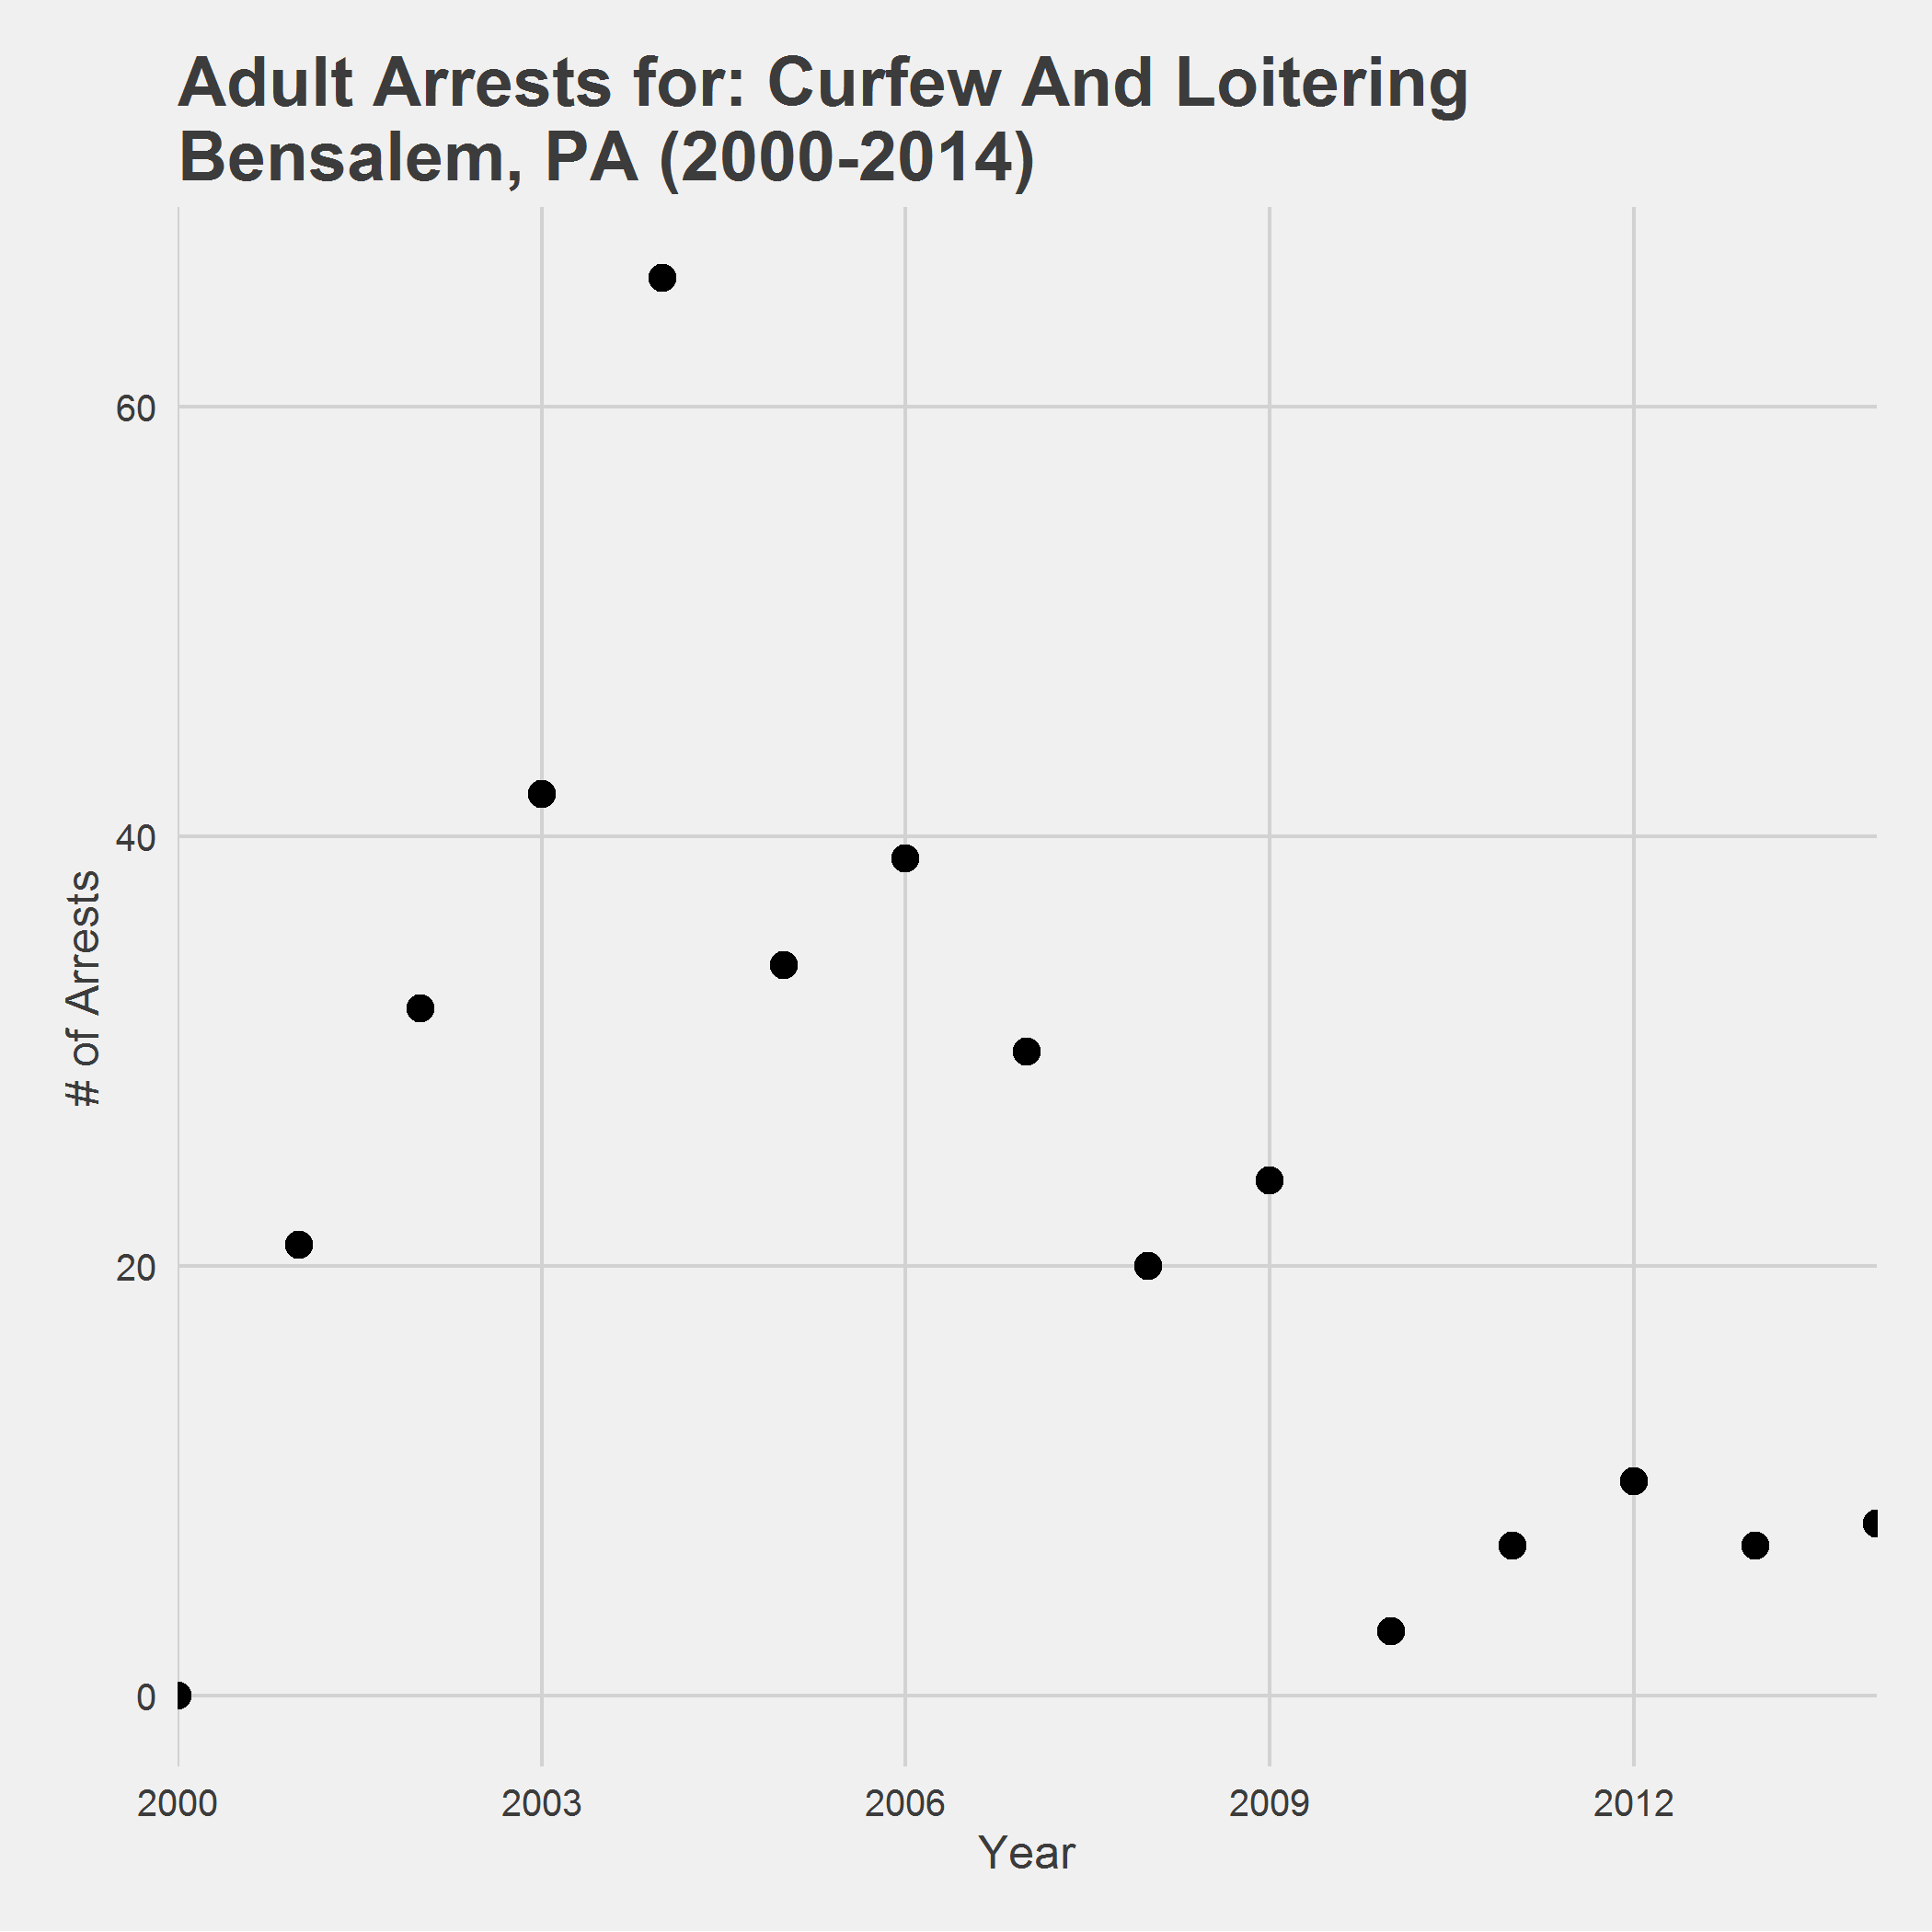 Adult Arrests for: Curfew And Loitering
Bensalem, PA (2000-2014)
60
40
20
0
# of Arrests
2000 2003 2006 2009 2012
Year